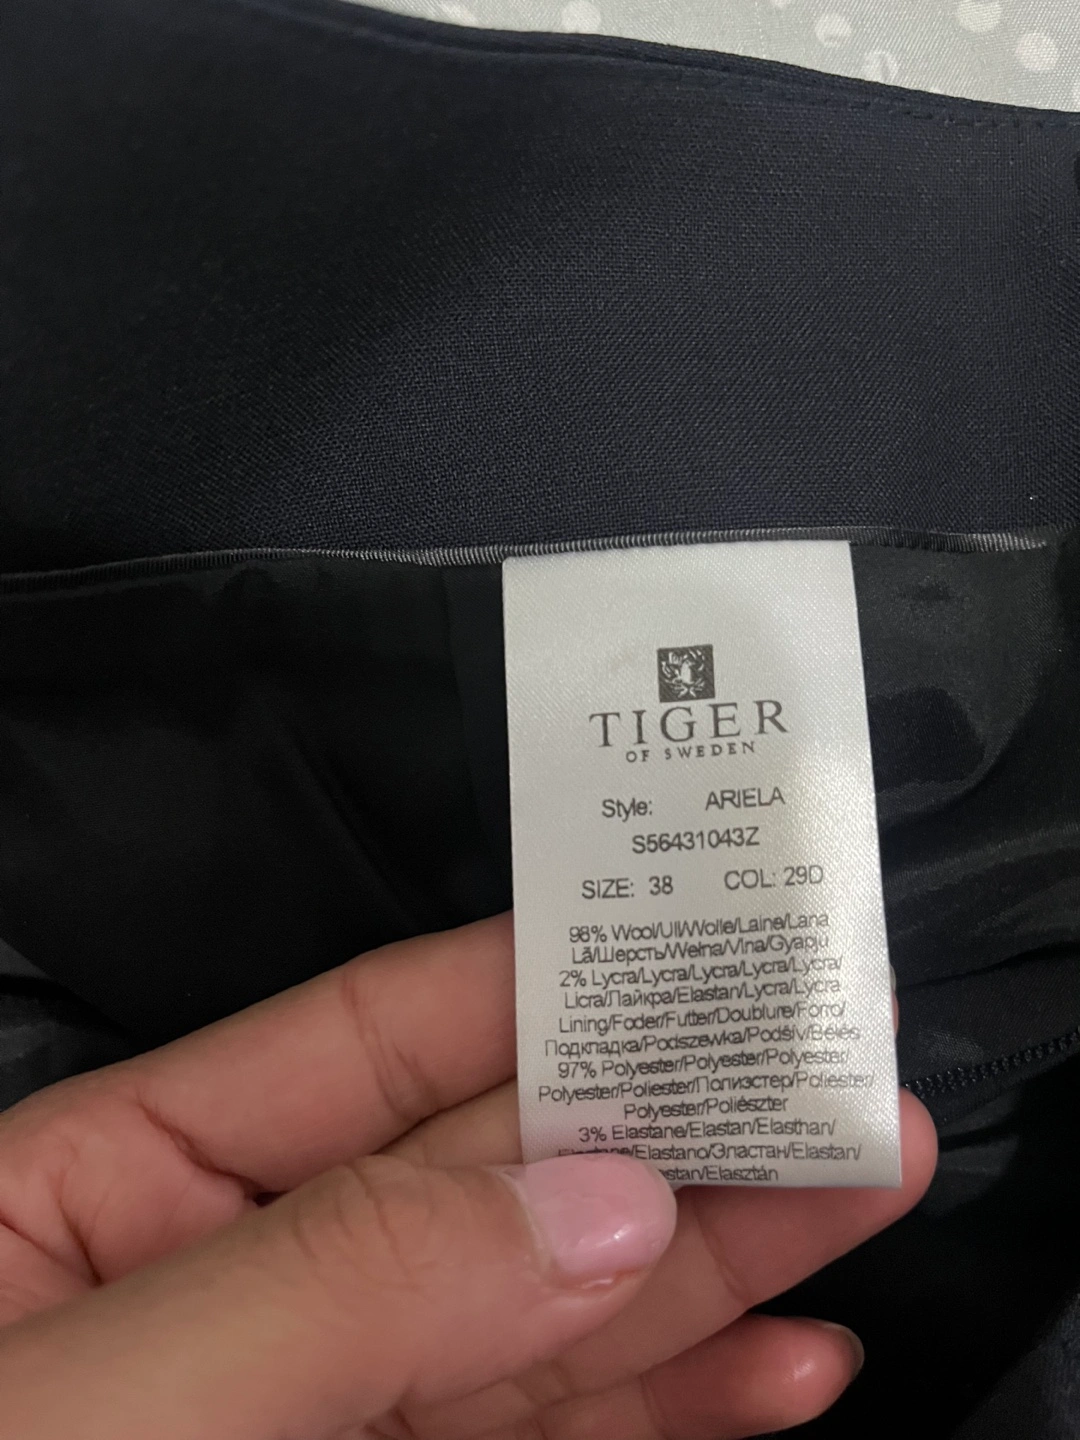 TIGER
OF SWEDEN
Style: ARIELA
S56431043Z
SIZE: 38 COL: 29D
98% Wool/Ull/Wolle/Laine/Lana
Lã/Шерсть/Wełna/Vlna/Gyapjú
2% Lycra/Lycra/Lycra/Lycra/Lycra/
Licra/Лайкра/Elastan/Lycra/Lycra
Lining/Foder/Futter/Doublure/Forro/
Подкладка/Podszewka/Podšív/Bélés
97% Polyester/Polyester/Polyester/
Polyester/Poliester/Полиэстер/Poliester/
Polyester/Poliészter
3% Elastane/Elastan/Elasthan/
/Elastano/Эластан/Elastan/
/Elasztán